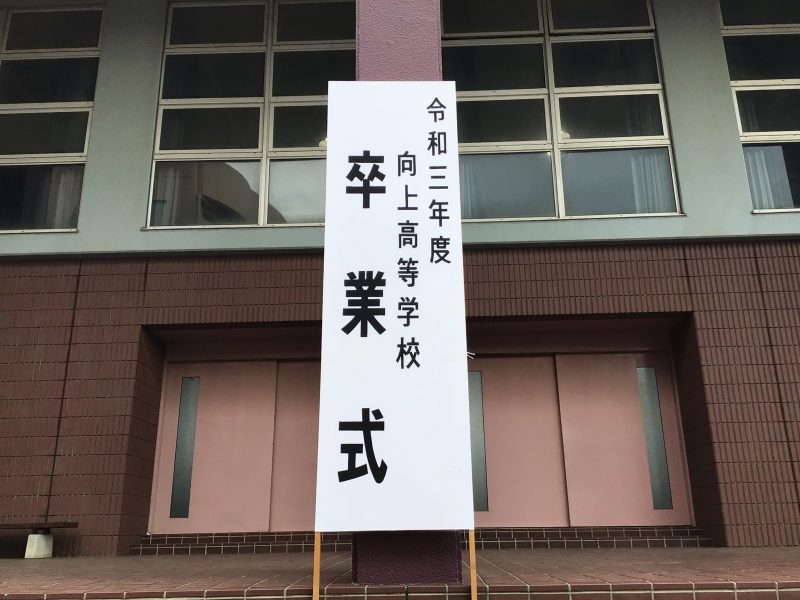 令和三年度
向上高等学校
卒業式